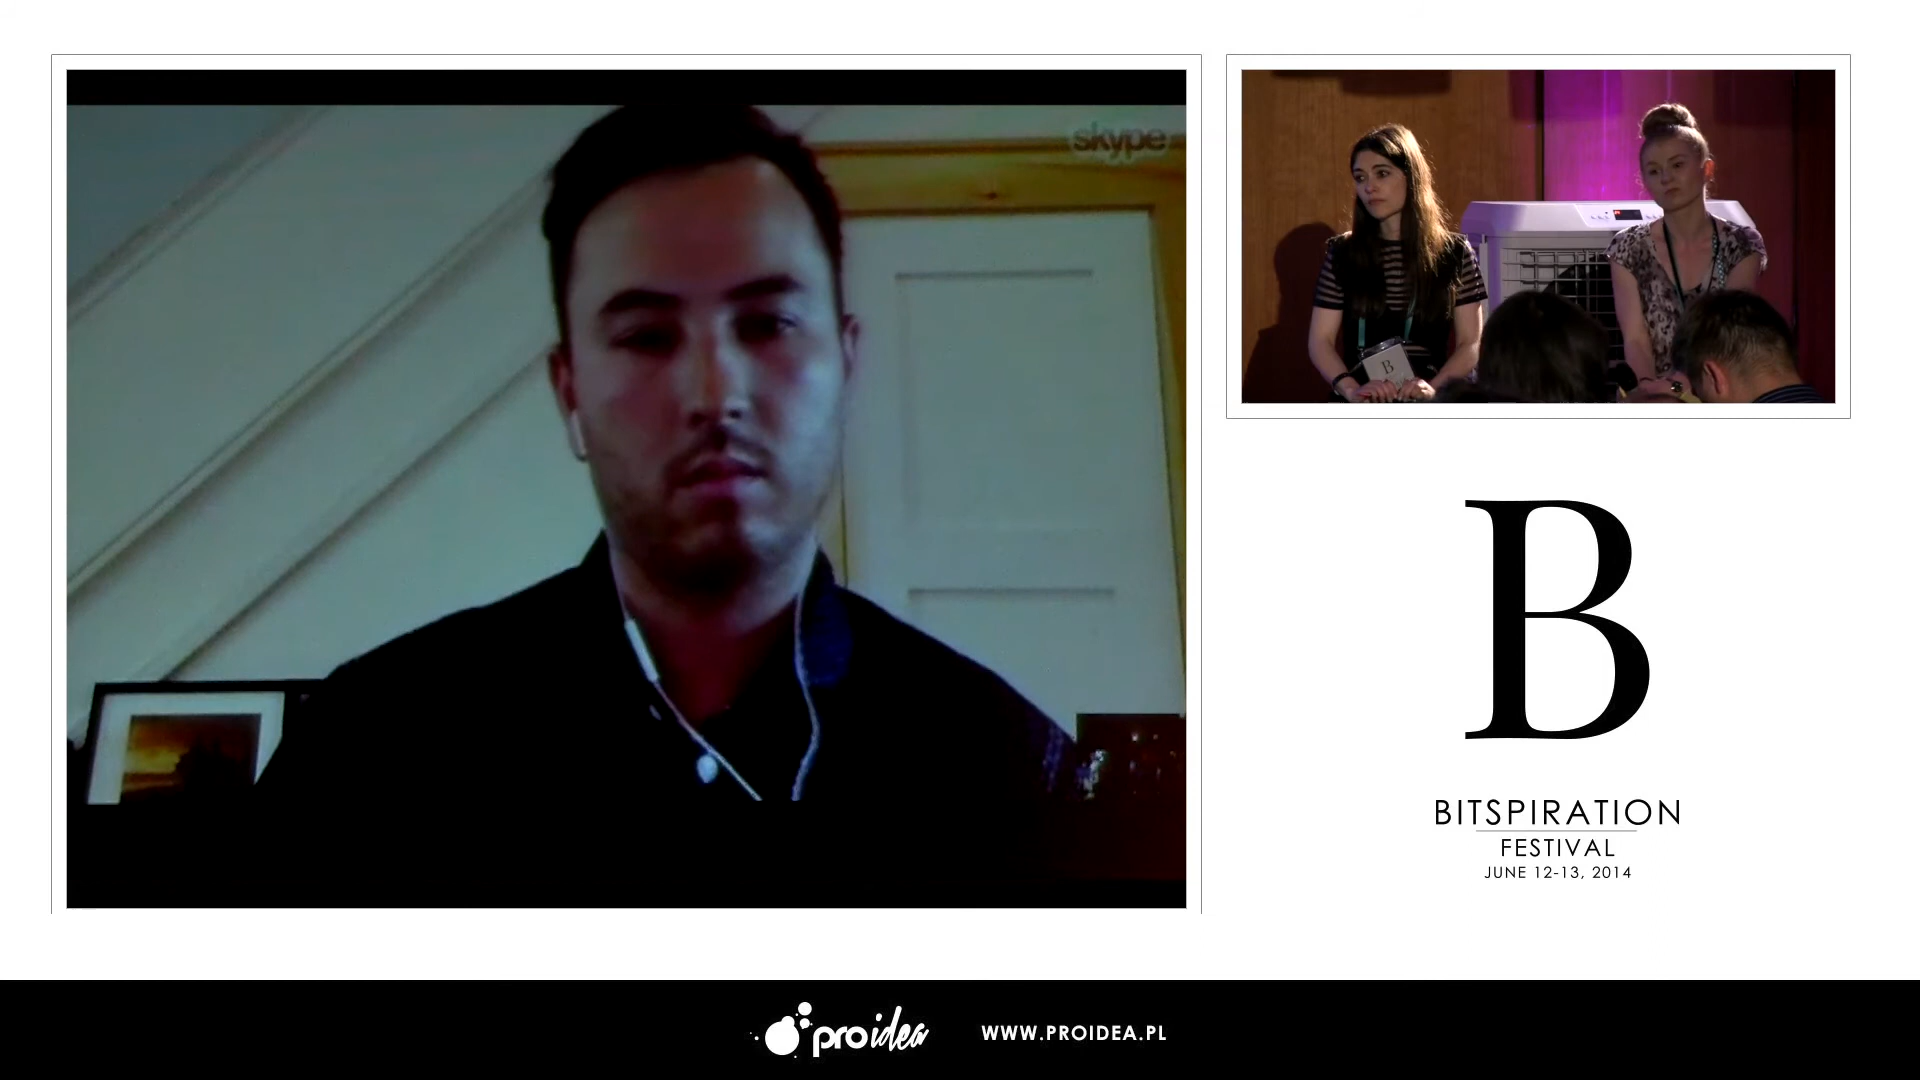 skype
B
B
BITSPIRATION
FESTIVAL
JUNE 12-13, 2014
proidea
WWW.PROIDEA.PL